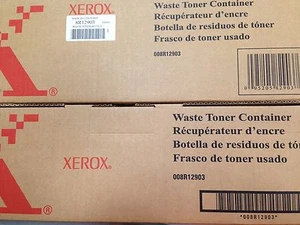 XEROX
8R12903
Waste Toner Container
Récupérateur d'encre
Botella de residuos de tóner
Frasco de toner usado
008R12903
XEROX
Waste Toner Container
Récupérateur d'encre
Botella de residuos de tóner
Frasco de toner usado
008R12903
*008R12903*